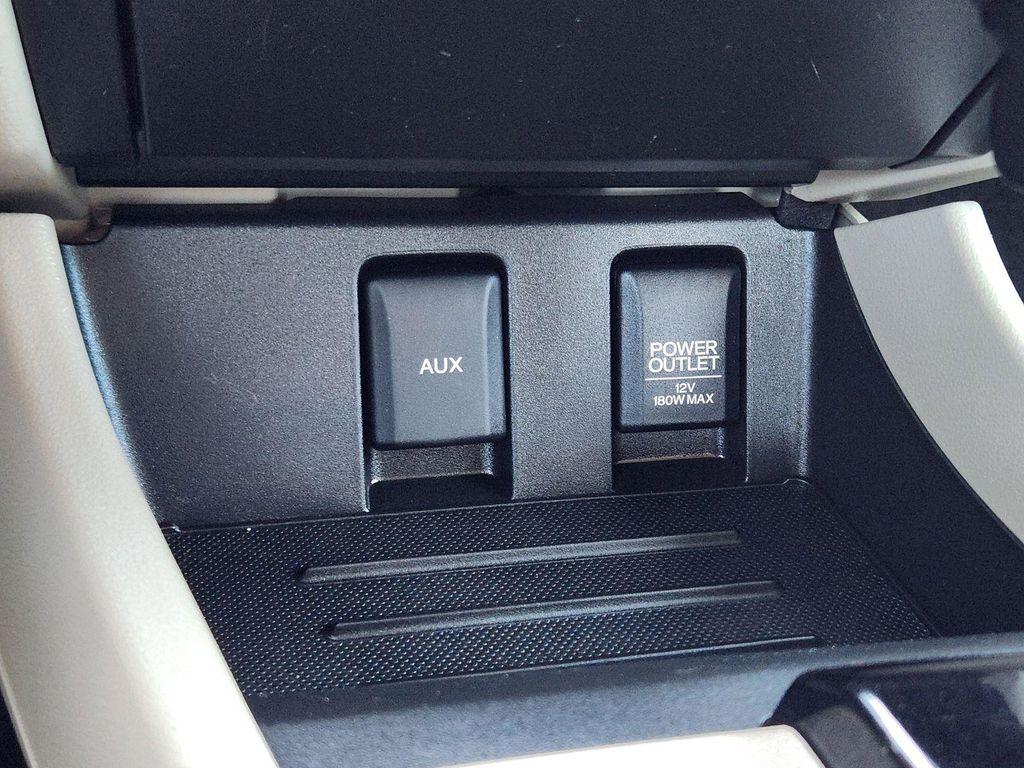 AUX
POWER
OUTLET
12V
180W MAX